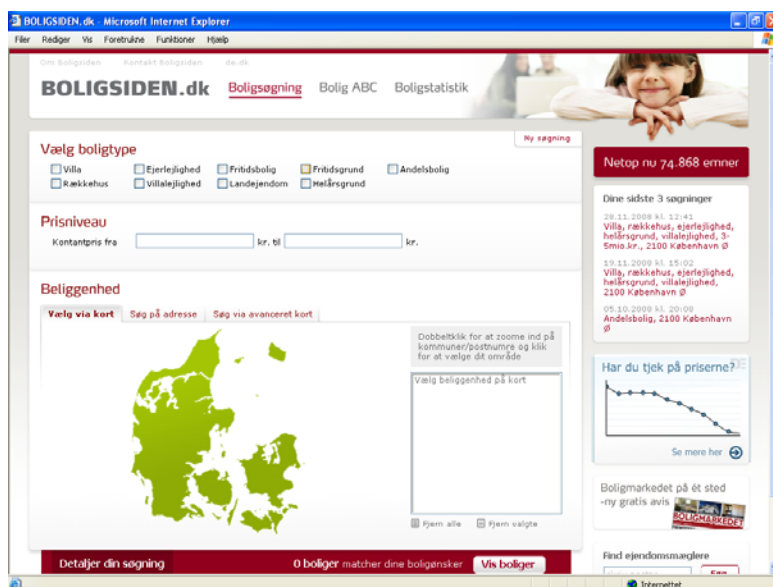 BOLIGSIDEN.dk - Microsoft Internet Explorer
Filer Rediger Vis Foretrukne Funktioner Hjælp
Om Boligsiden Kontakt Boligsiden de.dk
BOLIGSIDEN.dk Boligsøgning Bolig ABC Boligstatistik
Ny søgning
Vælg boligtype
Villa Ejerlejlighed Fritidsbolig Fritidsgrund Andelsbolig
Rækkehus Villalejlighed Landejendom Helårsgrund
Prisniveau
Kontantpris fra kr. til kr.
Beliggenhed
Vælg via kort Søg på adresse Søg via avanceret kort
Dobbeltklik for at zoome ind på
kommuner/postnumre og klik
for at vælge dit område
Vælg beliggenhed på kort
Fjern alle Fjern valgte
Detaljer din søgning 0 boliger matcher dine boligønsker Vis boliger
Netop nu 74.868 emner
Dine sidste 3 søgninger
28.11.2008 kl. 12:41
Villa, rækkehus, ejerlejlighed,
helårsgrund, villalejlighed, 3-
5mio.kr., 2100 København Ø
19.11.2008 kl. 15:02
Villa, rækkehus, ejerlejlighed,
helårsgrund, villalejlighed,
2100 København Ø
05.10.2008 kl. 20:00
Andelsbolig, 2100 København
Ø
Har du tjek på priserne?
Se mere her
Boligmarkedet på ét sted
-ny gratis avis
BOLIGMARKEDET
Find ejendomsmæglere
Søg
Internettet